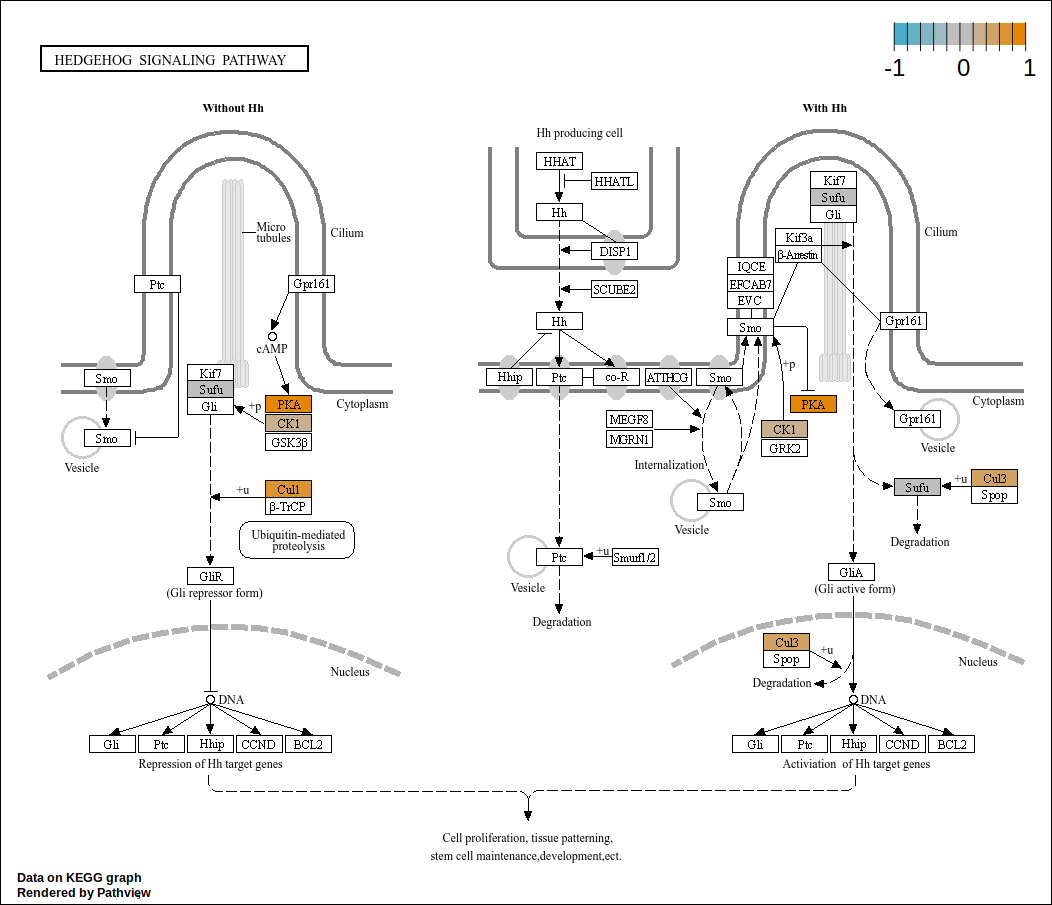 HEDGEHOG SIGNALING PATHWAY
-1
0
1
Without Hh
Micro
tubules
Cilium
Ptc
Gpr161
cAMP
Smo
Smo
Vesicle
Kif7
Sufu
Gli
+p
PKA
CK1
GSK3β
Cytoplasm
+u
Cul1
β-TrCP
Ubiquitin-mediated
proteolysis
GliR
(Gli repressor form)
Nucleus
DNA
Gli
Ptc
Hhip
CCND
BCL2
Repression of Hh target genes
Hh producing cell
HHAT
HHATL
Hh
DISP1
SCUBE2
Hh
Hhip
Ptc
co-R
ATTHOG
Smo
MEGF8
MGRN1
Internalization
Smo
Vesicle
Ptc
+u
Smurf1/2
Vesicle
Degradation
With Hh
Kif7
Sufu
Gli
Kif3a
β-Arrestin
Cilium
IQCE
EFCAB7
EVC
Smo
Gpr161
+p
PKA
CK1
GRK2
Cytoplasm
Gpr161
Vesicle
Sufu
+u
Cul3
Spop
Degradation
GliA
(Gli active form)
Cul3
Spop
+u
Degradation
Nucleus
DNA
Gli
Ptc
Hhip
CCND
BCL2
Activiation of Hh target genes
Cell proliferation, tissue patterning,
stem cell maintenance,development,ect.
Data on KEGG graph
Rendered by Pathview